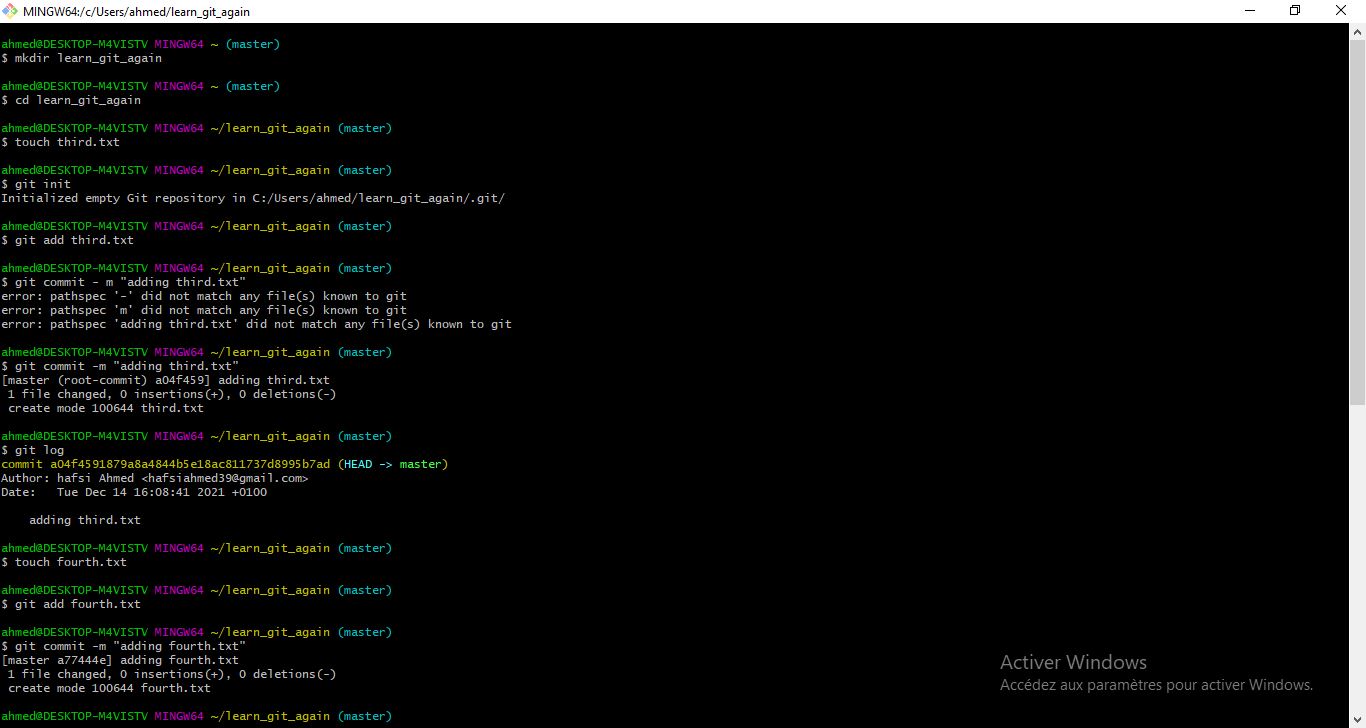 MINGW64:/c/Users/ahmed/learn_git_again
ahmed@DESKTOP-M4VISTV MINGW64 ~ (master)
$ mkdir learn_git_again
ahmed@DESKTOP-M4VISTV MINGW64 ~ (master)
$ cd learn_git_again
ahmed@DESKTOP-M4VISTV MINGW64 ~/learn_git_again (master)
$ touch third.txt
ahmed@DESKTOP-M4VISTV MINGW64 ~/learn_git_again (master)
$ git init
Initialized empty Git repository in C:/Users/ahmed/learn_git_again/.git/
ahmed@DESKTOP-M4VISTV MINGW64 ~/learn_git_again (master)
$ git add third.txt
ahmed@DESKTOP-M4VISTV MINGW64 ~/learn_git_again (master)
$ git commit - m "adding third.txt"
error: pathspec '-' did not match any file(s) known to git
error: pathspec 'm' did not match any file(s) known to git
error: pathspec 'adding third.txt' did not match any file(s) known to git
ahmed@DESKTOP-M4VISTV MINGW64 ~/learn_git_again (master)
$ git commit -m "adding third.txt"
[master (root-commit) a04f459] adding third.txt
1 file changed, 0 insertions(+), 0 deletions(-)
create mode 100644 third.txt
ahmed@DESKTOP-M4VISTV MINGW64 ~/learn_git_again (master)
$ git log
commit a04f4591879a8a4844b5e18ac811737d8995b7ad (HEAD -> master)
Author: hafsi Ahmed <hafsiahmed39@gmail.com>
Date:   Tue Dec 14 16:08:41 2021 +0100
adding third.txt
ahmed@DESKTOP-M4VISTV MINGW64 ~/learn_git_again (master)
$ touch fourth.txt
ahmed@DESKTOP-M4VISTV MINGW64 ~/learn_git_again (master)
$ git add fourth.txt
ahmed@DESKTOP-M4VISTV MINGW64 ~/learn_git_again (master)
$ git commit -m "adding fourth.txt"
[master a77444e] adding fourth.txt
1 file changed, 0 insertions(+), 0 deletions(-)
create mode 100644 fourth.txt
ahmed@DESKTOP-M4VISTV MINGW64 ~/learn_git_again (master)
Activer Windows
Accédez aux paramètres pour activer Windows.